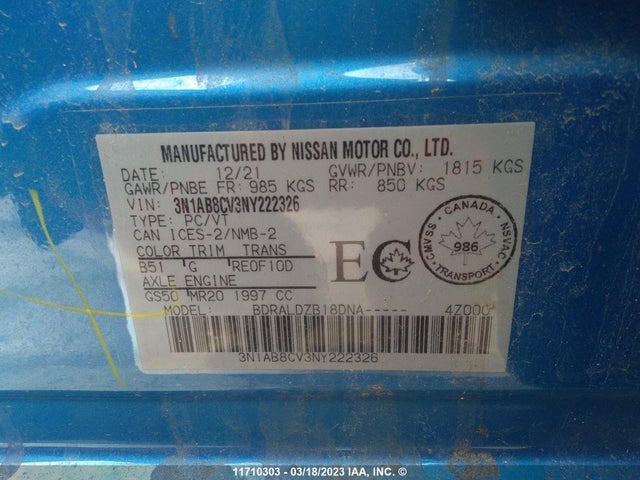 MANUFACTURED BY NISSAN MOTOR CO., LTD.
DATE: 12/21 GVWR/PNBV: 1815 KGS
GAWR/PNBE FR: 985 KGS RR: 850 KGS
VIN: 3N1AB8CV3NY222326
TYPE: PC/VT
CAN ICES-2/NMB-2
COLOR TRIM TRANS
B51 G RE0F10D
AXLE ENGINE
GS50 MR20 1997 CC
MODEL: BDRALDZB18DNA----- 47000
3N1AB8CV3NY222326
EC
CANADA
CMVSS
986
NSVAC
TRANSPORT
11710303 - 03/18/2023 IAA, INC. ©